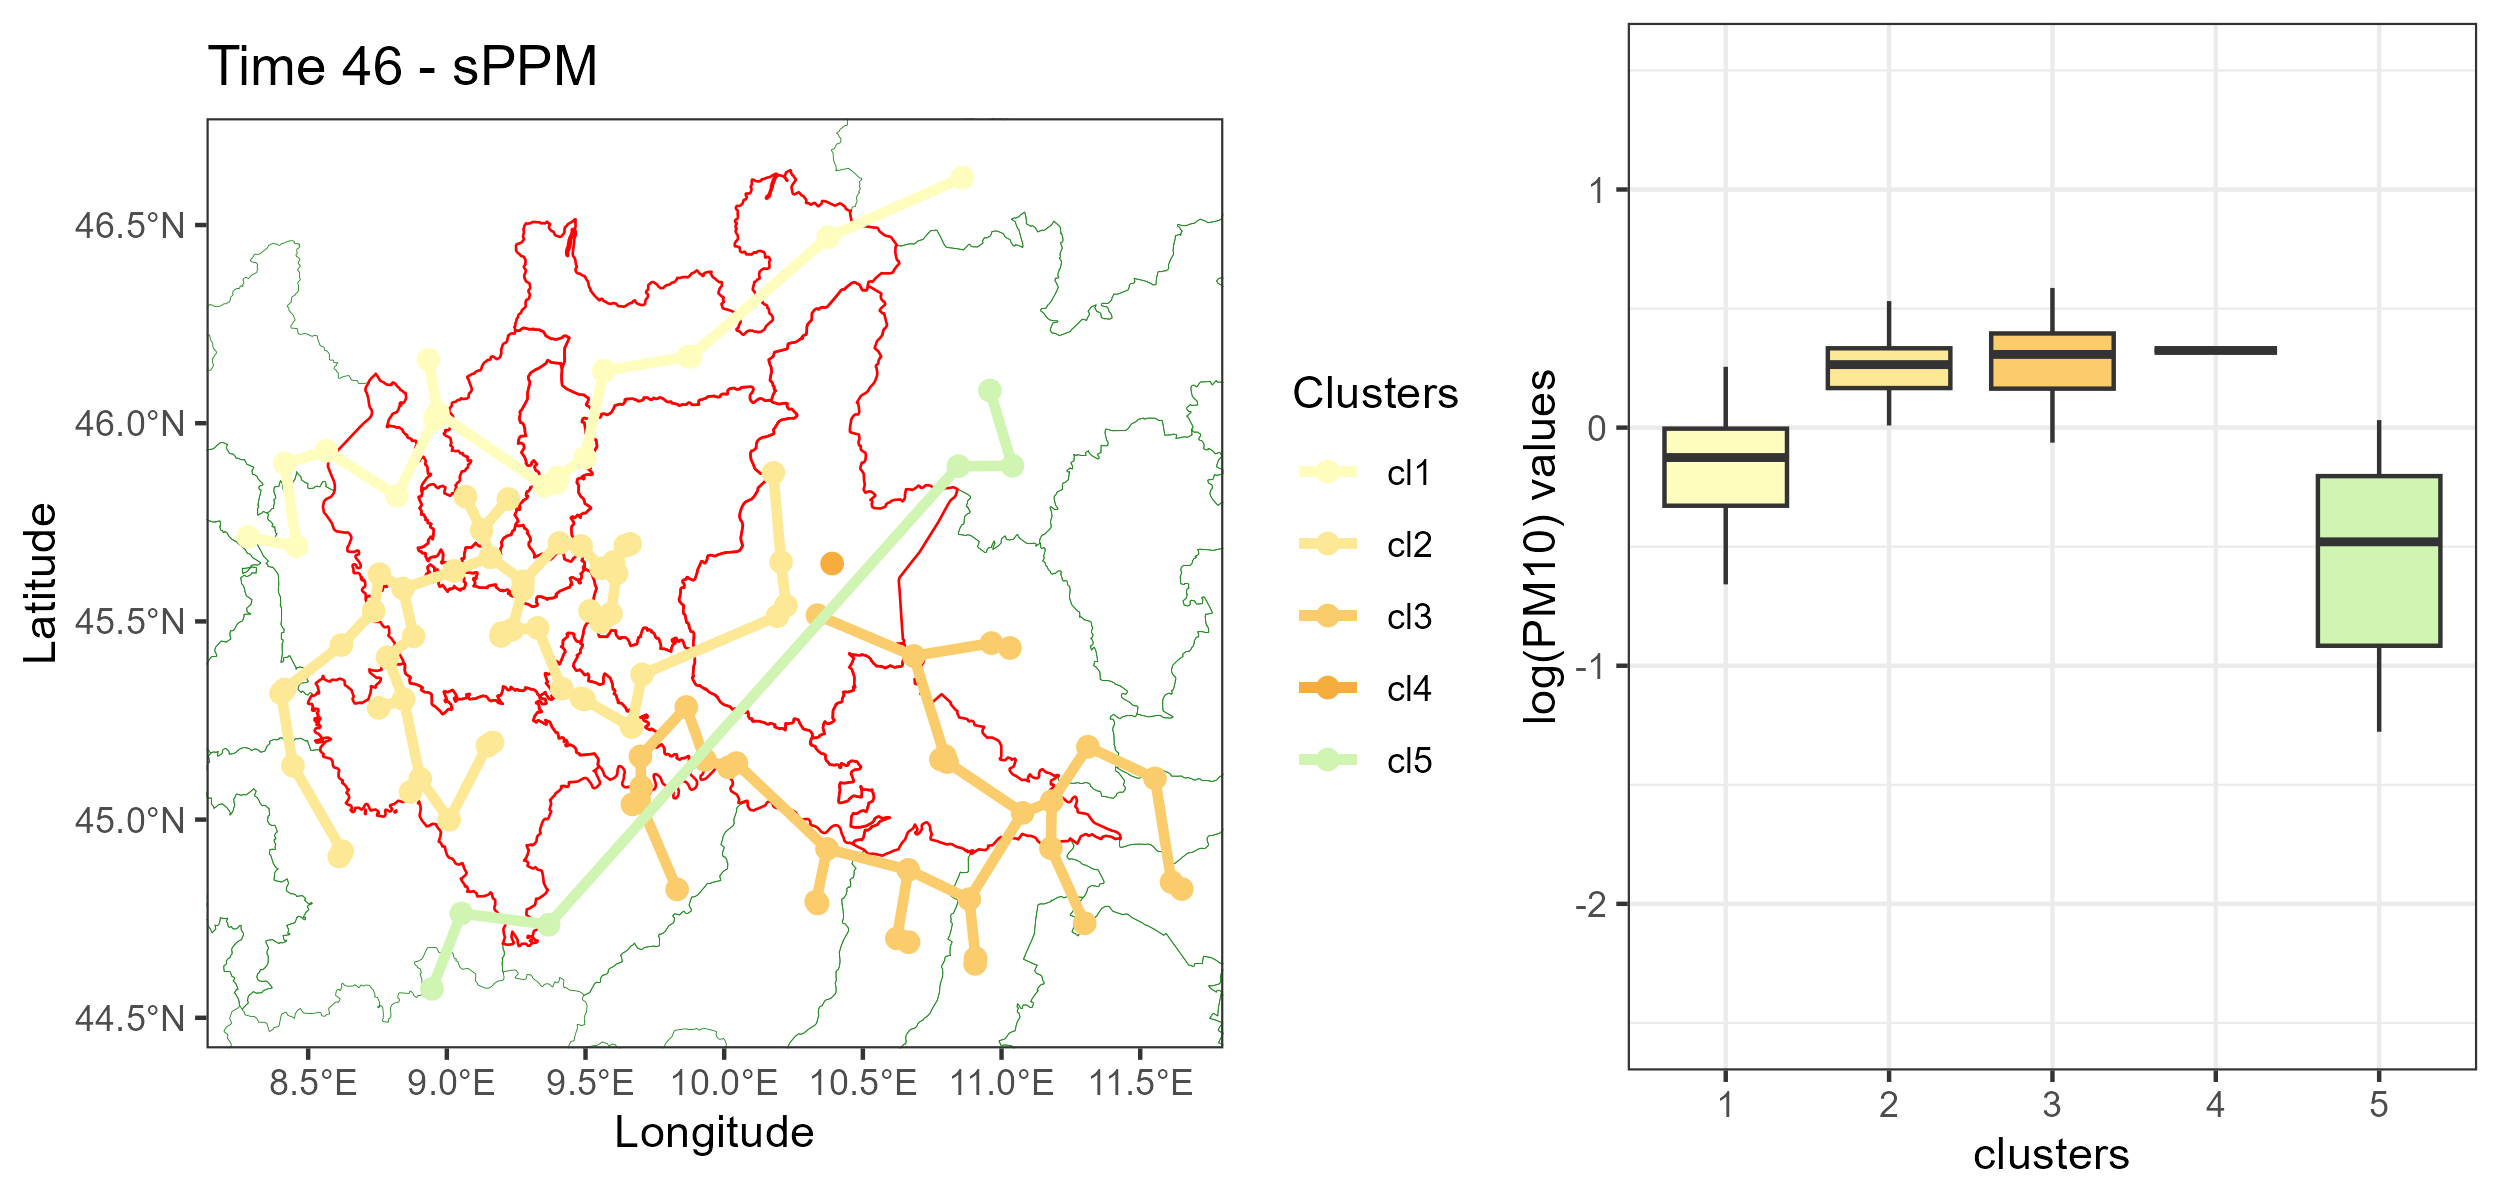 Time 46 - sPPM
46.5°N
46.0°N
45.5°N
45.0°N
44.5°N
Latitude
8.5°E 9.0°E 9.5°E 10.0°E 10.5°E 11.0°E 11.5°E
Longitude
Clusters
cl1
cl2
cl3
cl4
cl5
log(PM10) values
1
0
-1
-2
1 2 3 4 5
clusters